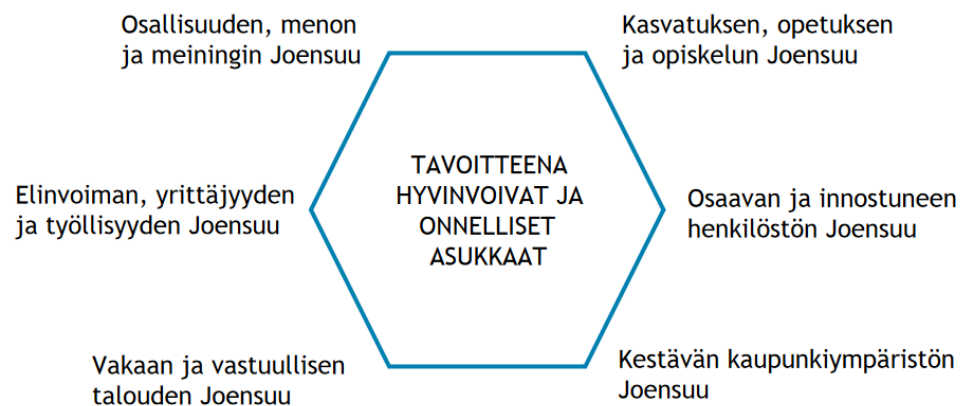 Osallisuuden, menon
ja meiningin Joensuu
Kasvatuksen, opetuksen
ja opiskelun Joensuu
Elinvoiman, yrittäjyyden
ja työllisyyden Joensuu
TAVOITTEENA
HYVINVOIVAT JA
ONNELLISET
ASUKKAAT
Osaavan ja innostuneen
henkilöstön Joensuu
Vakaan ja vastuullisen
talouden Joensuu
Kestävän kaupunkiympäristön
Joensuu